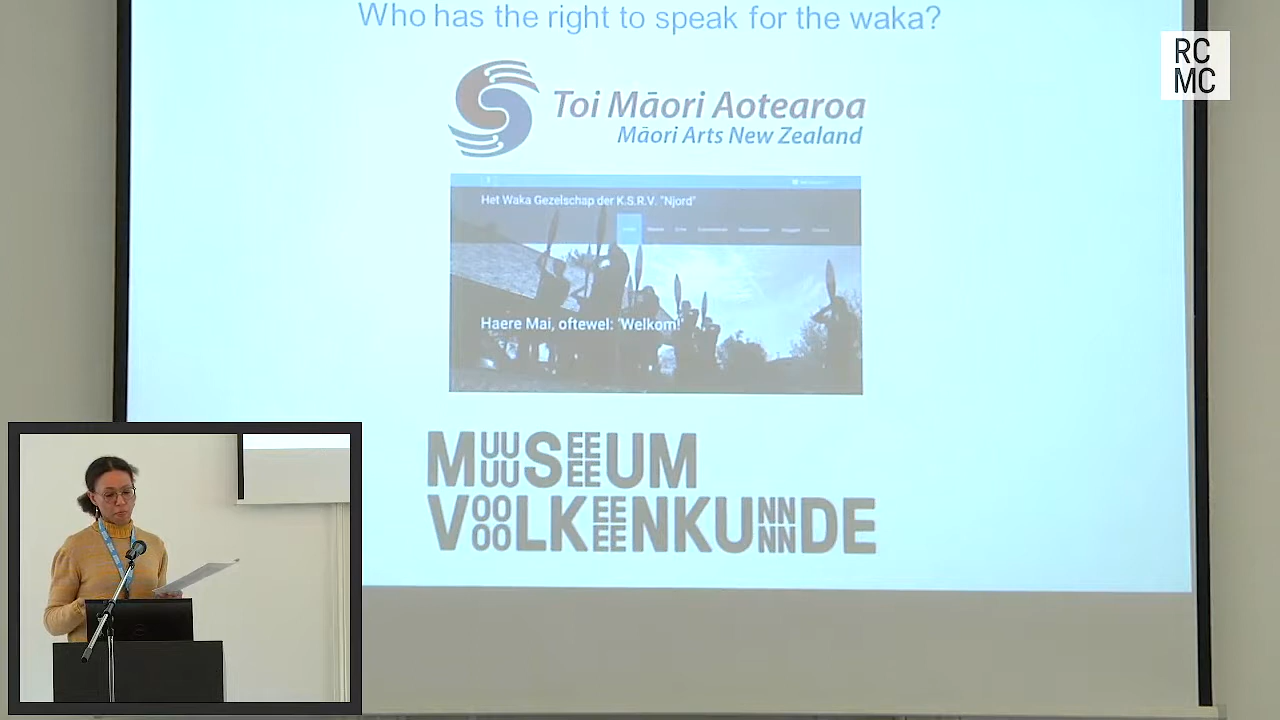 Who has the right to speak for the waka?
RC
MC
Toi Māori Aotearoa
Māori Arts New Zealand
Het Waka Gezelschap der K.S.R.V. "Njord"
Haere Mai, oftewel: 'Welkom!'
MUSEUM
VOLKENKUNDE